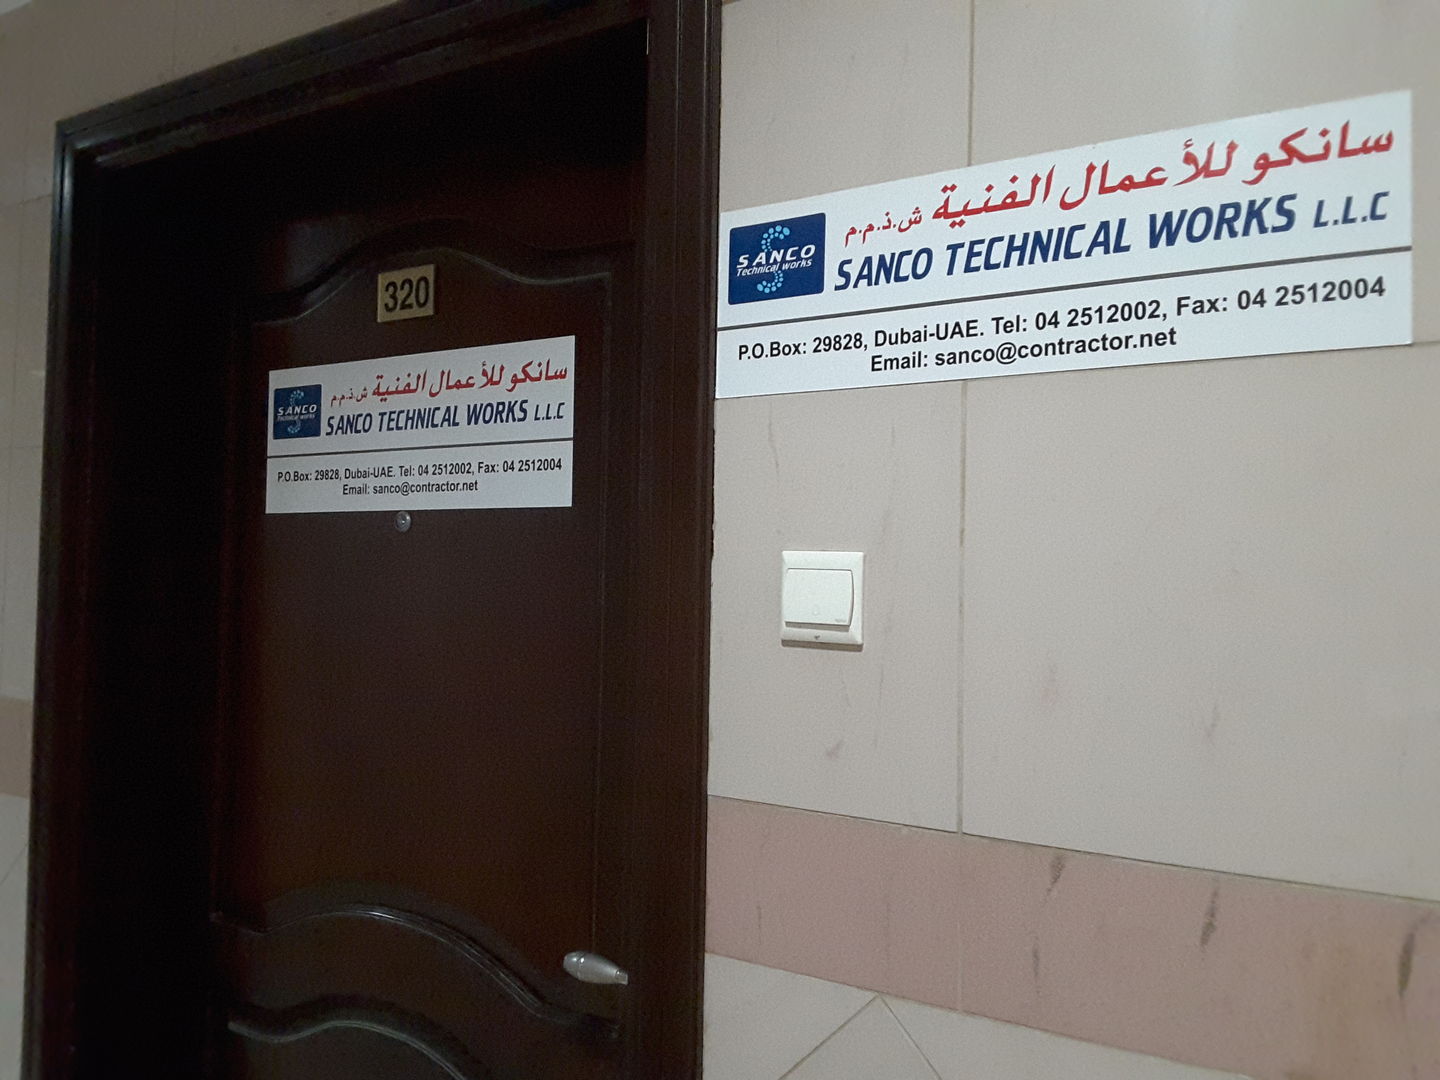 320
سانكو للأعمال الفنية ش.ذ.م.م
SANCO
Technical works
SANCO TECHNICAL WORKS L.L.C
P.O.Box: 29828, Dubai-UAE. Tel: 04 2512002, Fax: 04 2512004
Email: sanco@contractor.net
سانكو للأعمال الفنية ش.ذ.م.م
SANCO
Technical works
SANCO TECHNICAL WORKS L.L.C
P.O.Box: 29828, Dubai-UAE. Tel: 04 2512002, Fax: 04 2512004
Email: sanco@contractor.net